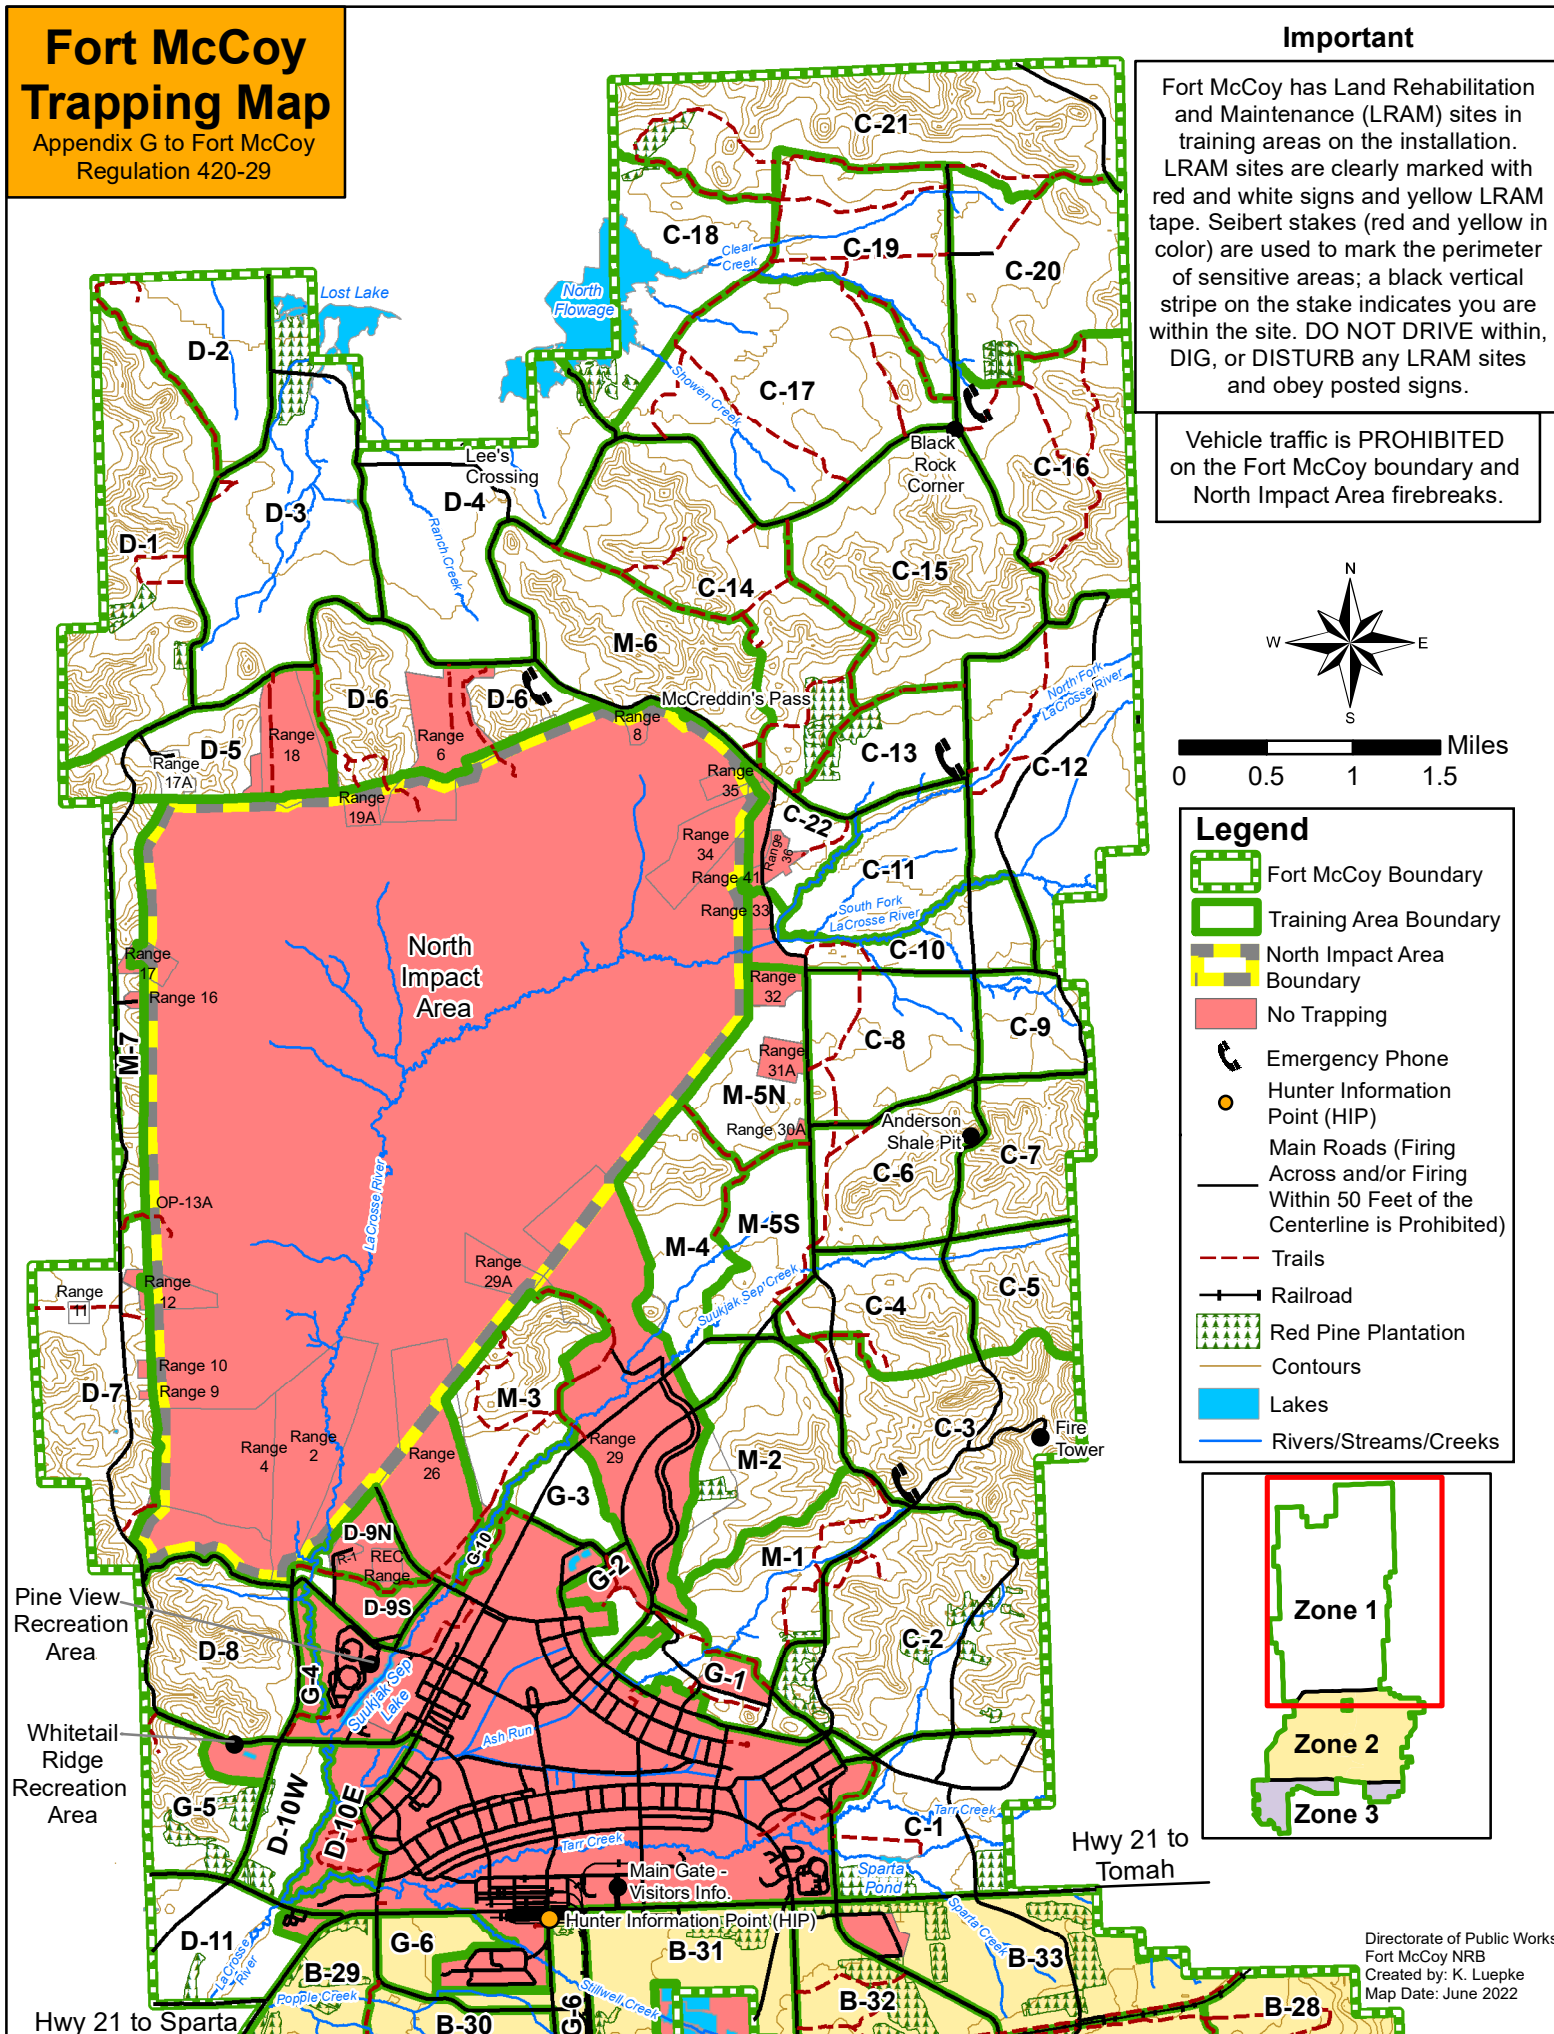 Fort McCoy
Trapping Map
Appendix G to Fort McCoy
Regulation 420-29
Important
Fort McCoy has Land Rehabilitation
and Maintenance (LRAM) sites in
training areas on the installation.
LRAM sites are clearly marked with
red and white signs and yellow LRAM
tape. Seibert stakes (red and yellow in
color) are used to mark the perimeter
of sensitive areas; a black vertical
stripe on the stake indicates you are
within the site. DO NOT DRIVE within,
DIG, or DISTURB any LRAM sites
and obey posted signs.
Vehicle traffic is PROHIBITED
on the Fort McCoy boundary and
North Impact Area firebreaks.
N
W
E
S
Miles
0
0.5
1
1.5
Legend
Fort McCoy Boundary
Training Area Boundary
North Impact Area
Boundary
No Trapping
Emergency Phone
Hunter Information
Point (HIP)
Main Roads (Firing
Across and/or Firing
Within 50 Feet of the
Centerline is Prohibited)
Trails
Railroad
Red Pine Plantation
Contours
Lakes
Rivers/Streams/Creeks
Zone 1
Zone 2
Zone 3
Directorate of Public Works
Fort McCoy NRB
Created by: K. Luepke
Map Date: June 2022
C-21
C-18
Clear
Creek
C-19
C-20
North
Flowage
Lost Lake
D-2
Showen Creek
C-17
Black
Rock
Corner
C-16
Lee's
Crossing
D-4
D-3
Ranch Creek
D-1
C-14
C-15
M-6
McCreddin's Pass
North Fork
LaCrosse River
D-6
D-6
D-5
Range
17A
Range
18
Range
6
Range
8
Range
19A
Range
35
C-13
C-12
C-22
Range
34
Range
36
Range 41
C-11
Range 33
South Fork
LaCrosse River
C-10
North
Impact
Area
Range
17
Range 16
Range
32
M-7
C-8
C-9
Range
31A
M-5N
Range 30A
Anderson
Shale Pit
C-6
C-7
LaCrosse River
OP-13A
M-5S
M-4
Range
29A
Suukjak Sep Creek
C-5
C-4
Range
11
Range
12
Range 10
Range 9
D-7
M-3
C-3
Fire
Tower
Range
4
Range
2
Range
26
Range
29
M-2
G-3
D-9N
R-1
REC
Range
G-10
G-2
M-1
D-9S
Pine View
Recreation
Area
D-8
G-4
Suukjak Sep
Lake
G-1
C-2
Ash Run
Whitetail
Ridge
Recreation
Area
G-5
D-10W
D-10E
Tarr Creek
C-1
Tarr Creek
Hwy 21 to
Tomah
Main Gate -
Visitors Info.
Sparta
Pond
Sparta Creek
Hunter Information Point (HIP)
D-11
LaCrosse
River
G-6
B-29
B-31
B-33
Popple Creek
Stillwell Creek
B-32
B-28
Hwy 21 to Sparta
B-30
G-6